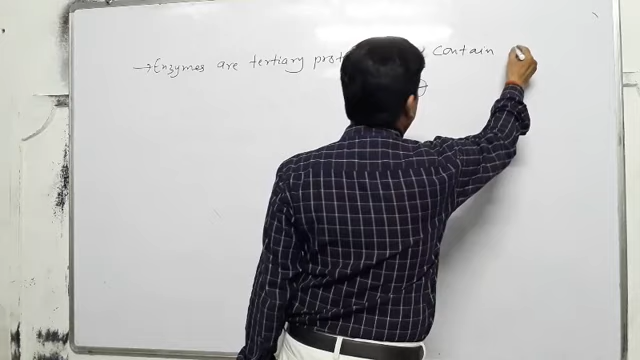 → Enzymes are tertiary prot contain